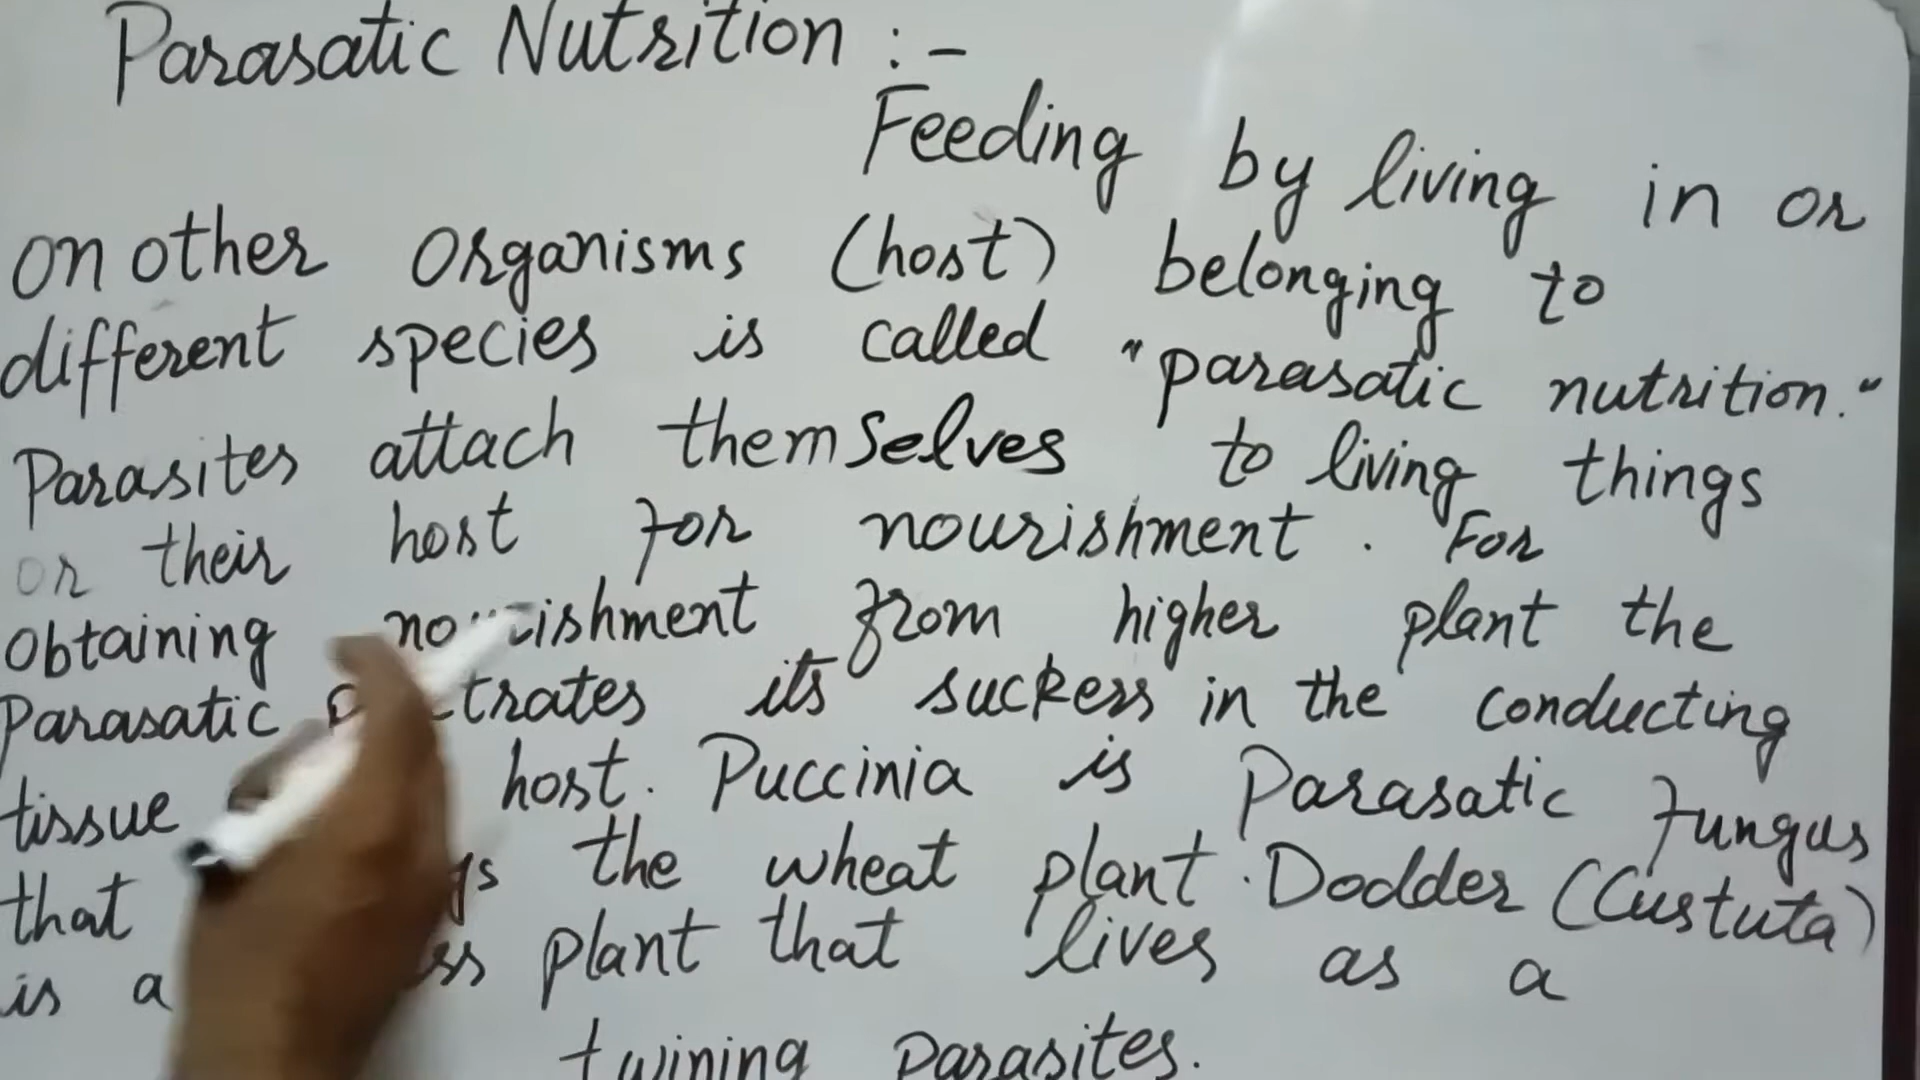 Parasatic Nutrition :-
Feeding by living in or
on other organisms (host) belonging to
different species is called "parasatic nutrition."
Parasites attach themselves to living things
or their host for nourishment. For
obtaining nourishment from higher plant the
Parasatic its suckers in the conducting
tissue host. Puccinia is Parasatic fungus
that the wheat plant. Dodder (Custuta)
is a plant that lives as a
twining parasites.